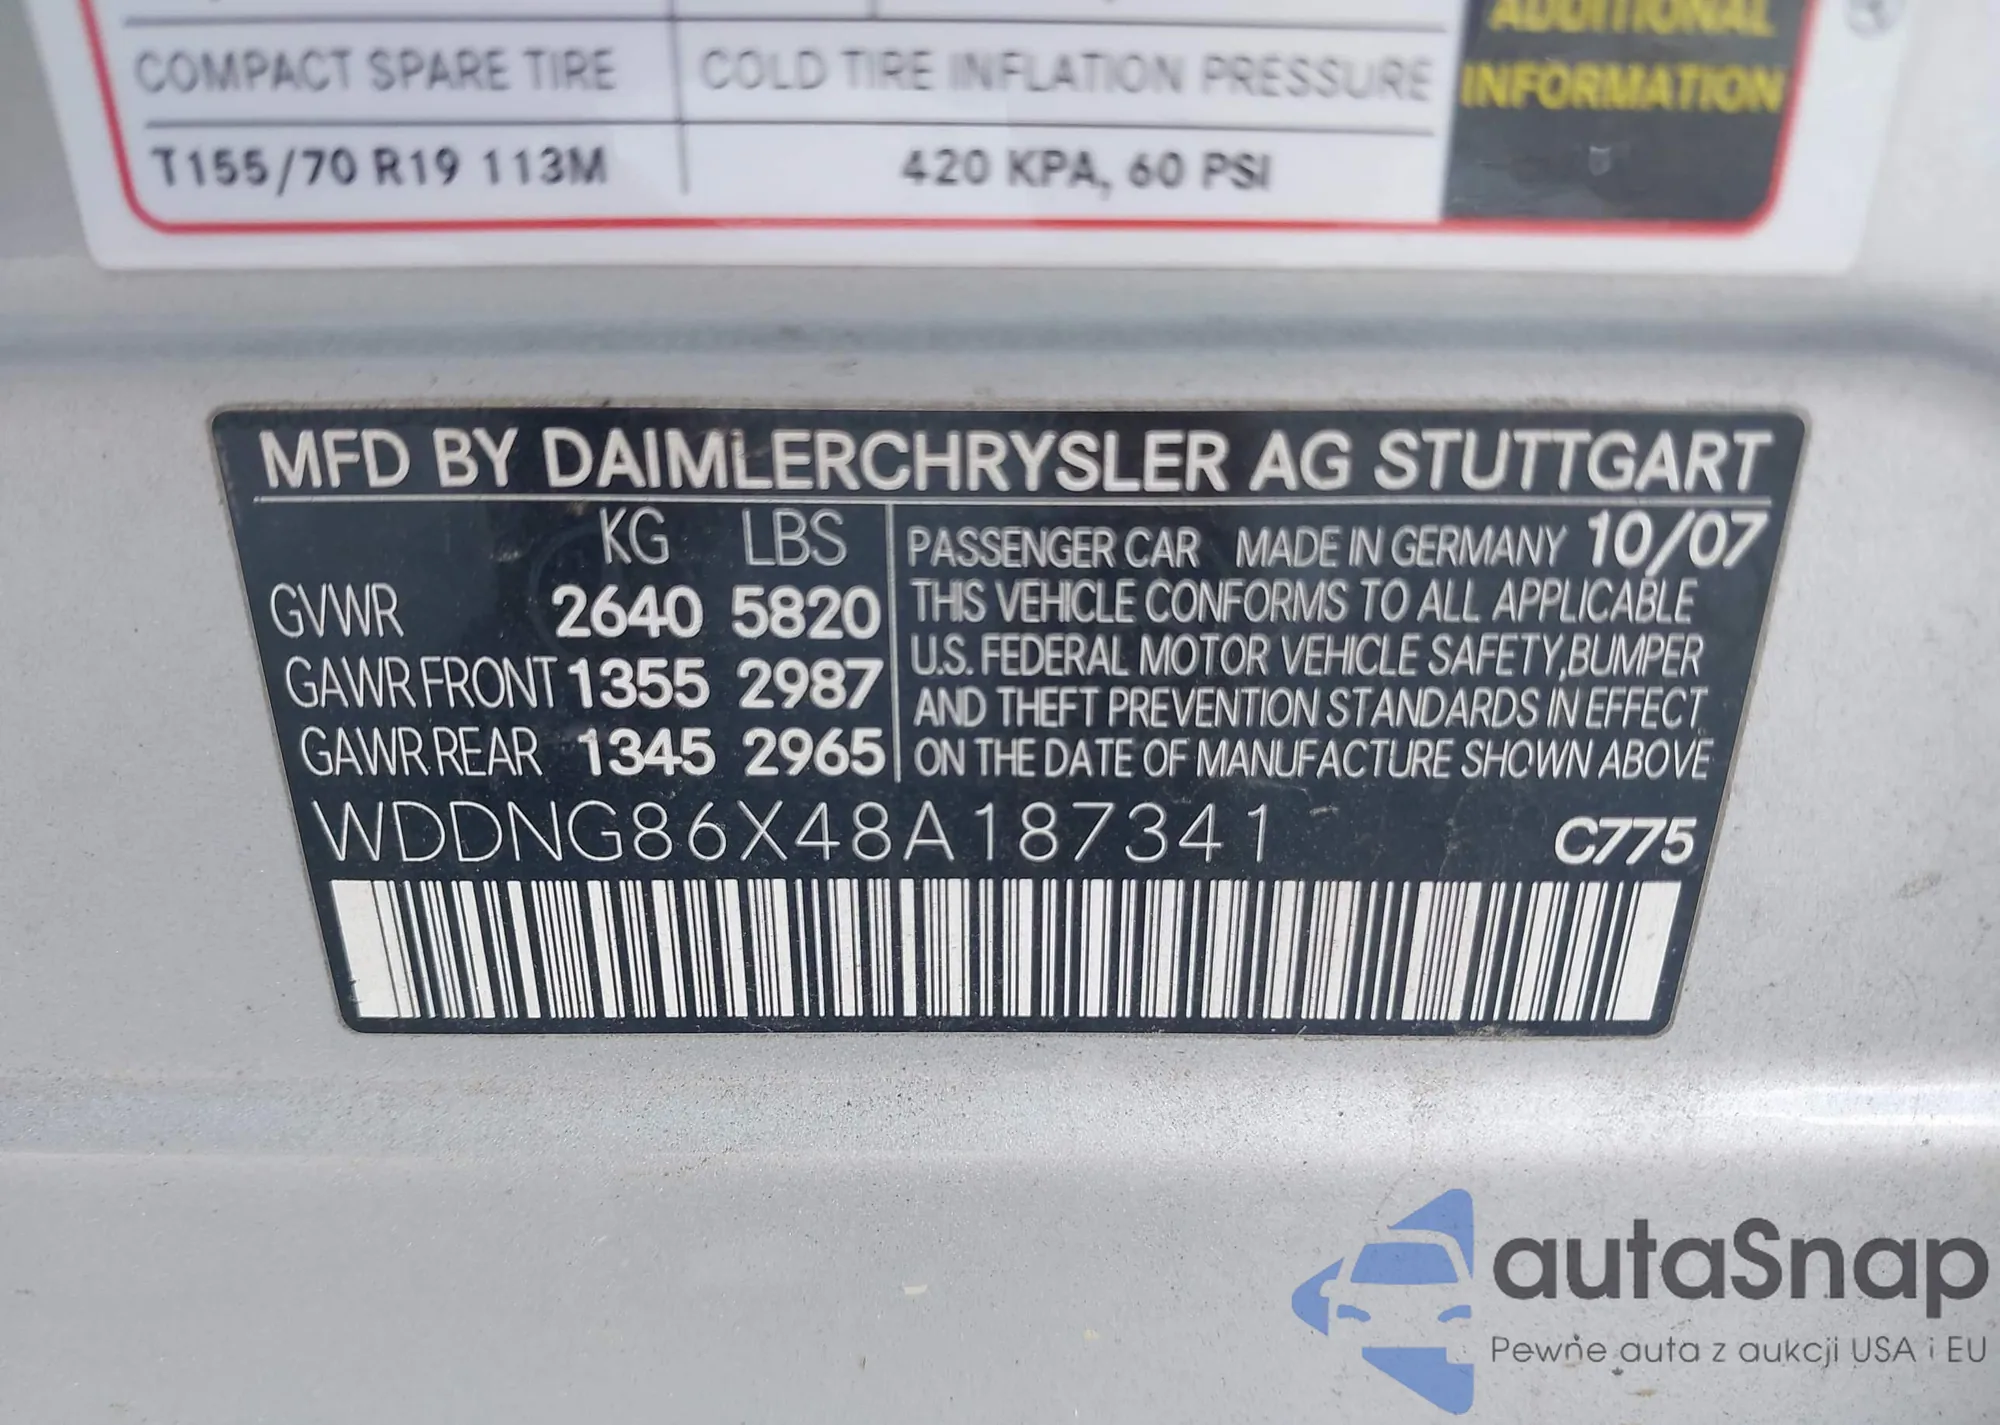 ADDITIONAL
INFORMATION
COMPACT SPARE TIRE COLD TIRE INFLATION PRESSURE
T155/70 R19 113M 420 KPA, 60 PSI
MFD BY DAIMLERCHRYSLER AG STUTTGART
KG LBS
GVWR 2640 5820
GAWR FRONT 1355 2987
GAWR REAR 1345 2965
PASSENGER CAR MADE IN GERMANY 10/07
THIS VEHICLE CONFORMS TO ALL APPLICABLE
U.S. FEDERAL MOTOR VEHICLE SAFETY, BUMPER
AND THEFT PREVENTION STANDARDS IN EFFECT
ON THE DATE OF MANUFACTURE SHOWN ABOVE
WDDNG86X48A187341 C775
autaSnap
Pewne auta z aukcji USA i EU